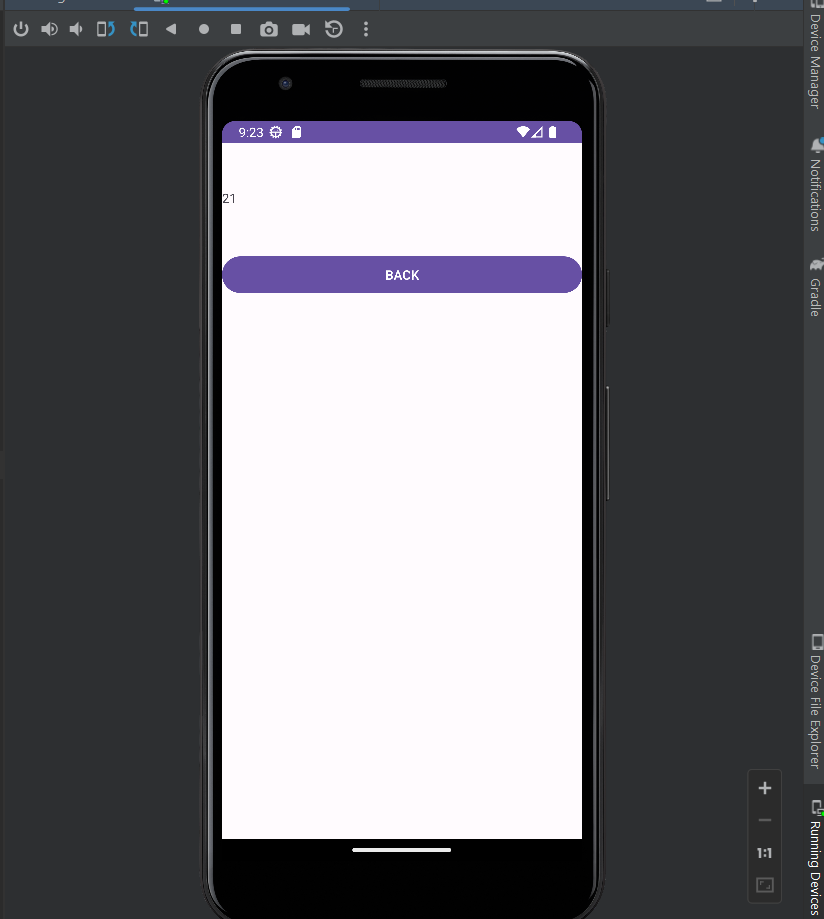 9:23
21
BACK
1:1
Device Manager
Notifications
Gradle
Device File Explorer
Running Devices